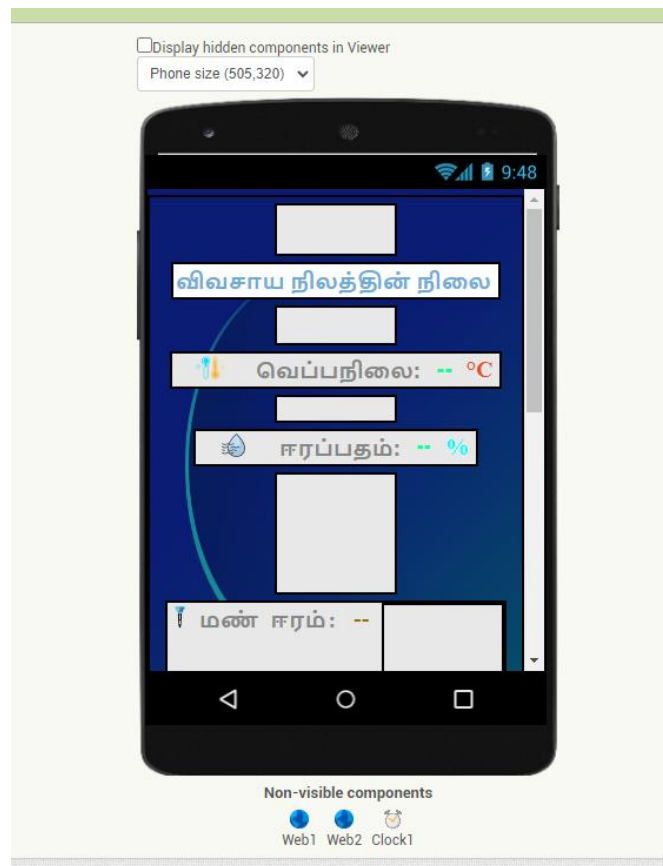 Display hidden components in Viewer
Phone size (505,320)
9:48
விவசாய நிலத்தின் நிலை
வெப்பநிலை: -- °C
ஈரப்பதம்: -- %
மண் ஈரம்: --
Non-visible components
Web1 Web2 Clock1